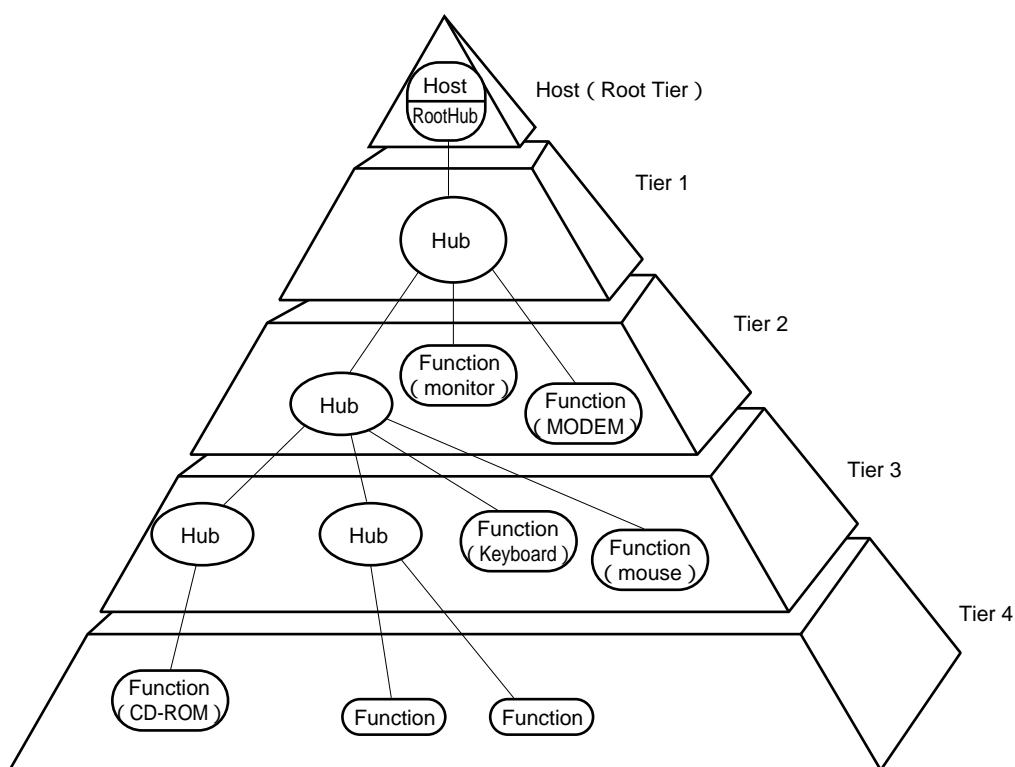 Host
RootHub
Host ( Root Tier )
Tier 1
Hub
Tier 2
Function
( monitor )
Function
( MODEM )
Hub
Tier 3
Hub
Hub
Function
( Keyboard )
Function
( mouse )
Tier 4
Function
( CD-ROM )
Function
Function